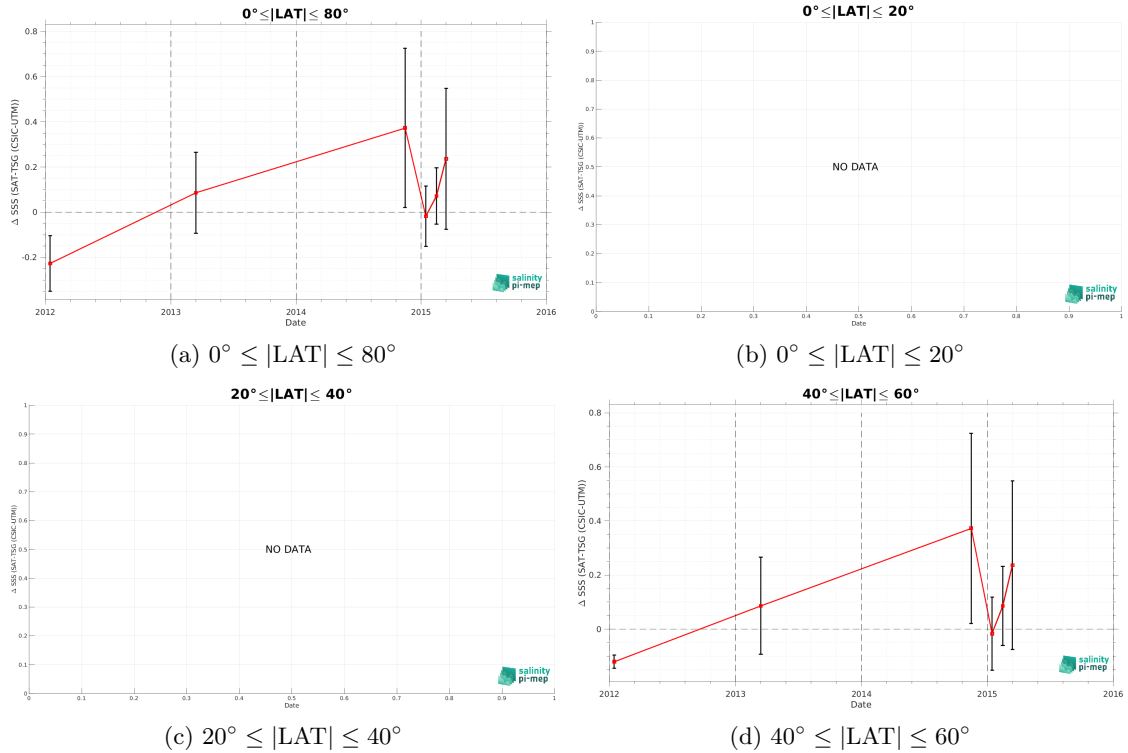 0°≤|LAT|≤ 80°
0.8
0.6
0.4
0.2
0
-0.2
Δ SSS (SAT-TSG (CSIC-UTM))
2012 2013 2014 2015 2016
Date
salinity
pi-mep
(a) 0° ≤ |LAT| ≤ 80°
0°≤|LAT|≤ 20°
1
0.9
0.8
0.7
0.6
0.5
0.4
0.3
0.2
0.1
0
Δ SSS (SAT-TSG (CSIC-UTM))
NO DATA
0 0.1 0.2 0.3 0.4 0.5 0.6 0.7 0.8 0.9 1
Date
salinity
pi-mep
(b) 0° ≤ |LAT| ≤ 20°
20°≤|LAT|≤ 40°
1
0.9
0.8
0.7
0.6
0.5
0.4
0.3
0.2
0.1
0
Δ SSS (SAT-TSG (CSIC-UTM))
NO DATA
0 0.1 0.2 0.3 0.4 0.5 0.6 0.7 0.8 0.9 1
Date
salinity
pi-mep
(c) 20° ≤ |LAT| ≤ 40°
40°≤|LAT|≤ 60°
0.8
0.6
0.4
0.2
0
Δ SSS (SAT-TSG (CSIC-UTM))
2012 2013 2014 2015 2016
Date
salinity
pi-mep
(d) 40° ≤ |LAT| ≤ 60°